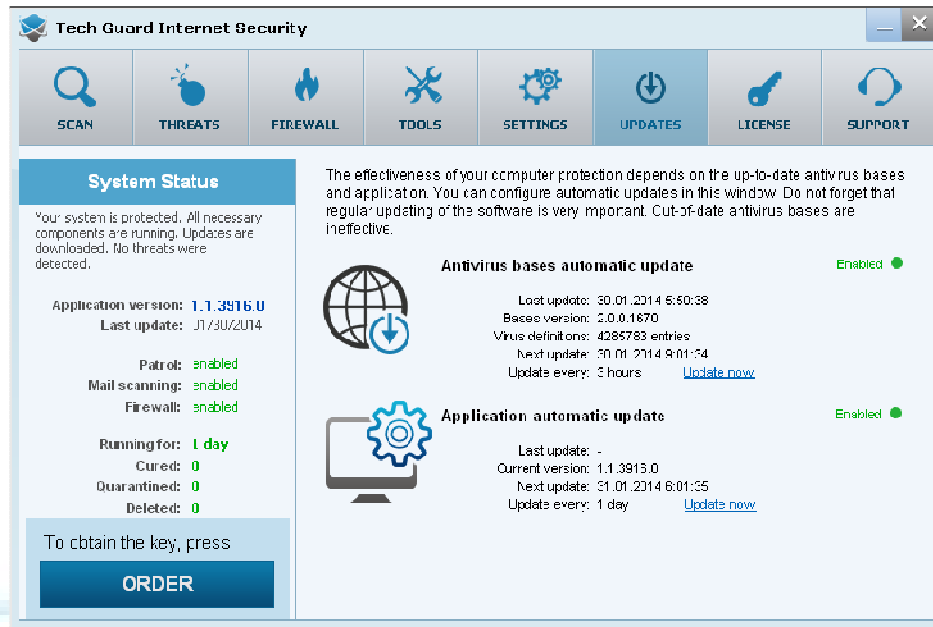 Tech Guard Internet Security
SCAN
THREATS
FIREWALL
TOOLS
SETTINGS
UPDATES
LICENSE
SUPPORT
System Status
Your system is protected. All necessary
components are running. Updates are
downloaded. No threats were
detected.
Application version: 1.1.3916.0
Last update: 01/30/2014
Patrol: enabled
Mail scanning: enabled
Firewall: enabled
Running for: 1 day
Cured: 0
Quarantined: 0
Deleted: 0
To obtain the key, press
ORDER
The effectiveness of your computer protection depends on the up-to-date antivirus bases
and application. You can configure automatic updates in this window. Do not forget that
regular updating of the software is very important. Out-of-date antivirus bases are
ineffective.
Antivirus bases automatic update
Enabled
Last update: 30.01.2014 5:50:38
Bases version: 2.0.0.1670
Virus definitions: 4285783 entries
Next update: 30.01.2014 9:01:34
Update every: 3 hours Update now
Application automatic update
Enabled
Last update: -
Current version: 1.1.3916.0
Next update: 31.01.2014 6:01:35
Update every: 1 day Update now